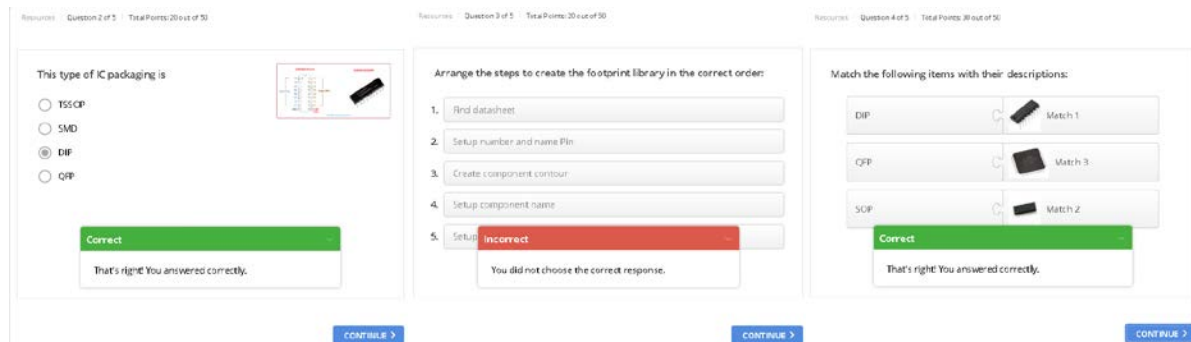 Resources Question 2 of 5 Total Points: 20 out of 50
This type of IC packaging is
TSSOP
SMD
DIP
QFP
Correct
That's right! You answered correctly.
CONTINUE >
Resources Question 3 of 5 Total Points: 20 out of 50
Arrange the steps to create the footprint library in the correct order:
1. Find datasheet
2. Setup number and name Pin
3. Create component contour
4. Setup component name
5. Setup
Incorrect
You did not choose the correct response.
CONTINUE >
Resources Question 4 of 5 Total Points: 30 out of 50
Match the following items with their descriptions:
DIP Match 1
QFP Match 3
SOP Match 2
Correct
That's right! You answered correctly.
CONTINUE >